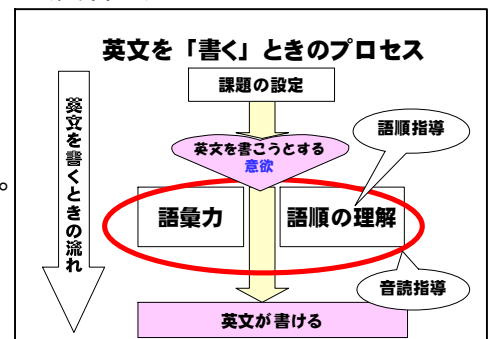 英文を「書く」ときのプロセス
課題の設定
英文を書くときの流れ
語順指導
英文を書こうとする
意欲
。
語彙力
語順の理解
音読指導
英文が書ける